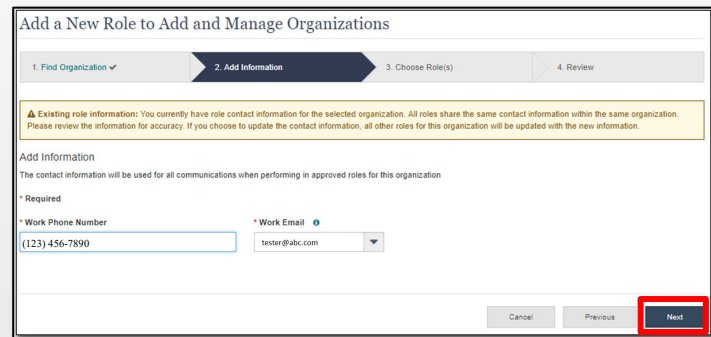 Add a New Role to Add and Manage Organizations
1. Find Organization ✔ 2. Add Information 3. Choose Role(s) 4. Review
⚠ Existing role information: You currently have role contact information for the selected organization. All roles share the same contact information within the same organization.
Please review the information for accuracy. If you choose to update the contact information, all other roles for this organization will be updated with the new information.
Add Information
The contact information will be used for all communications when performing in approved roles for this organization
* Required
* Work Phone Number * Work Email
(123) 456-7890 tester@abc.com
Cancel Previous Next